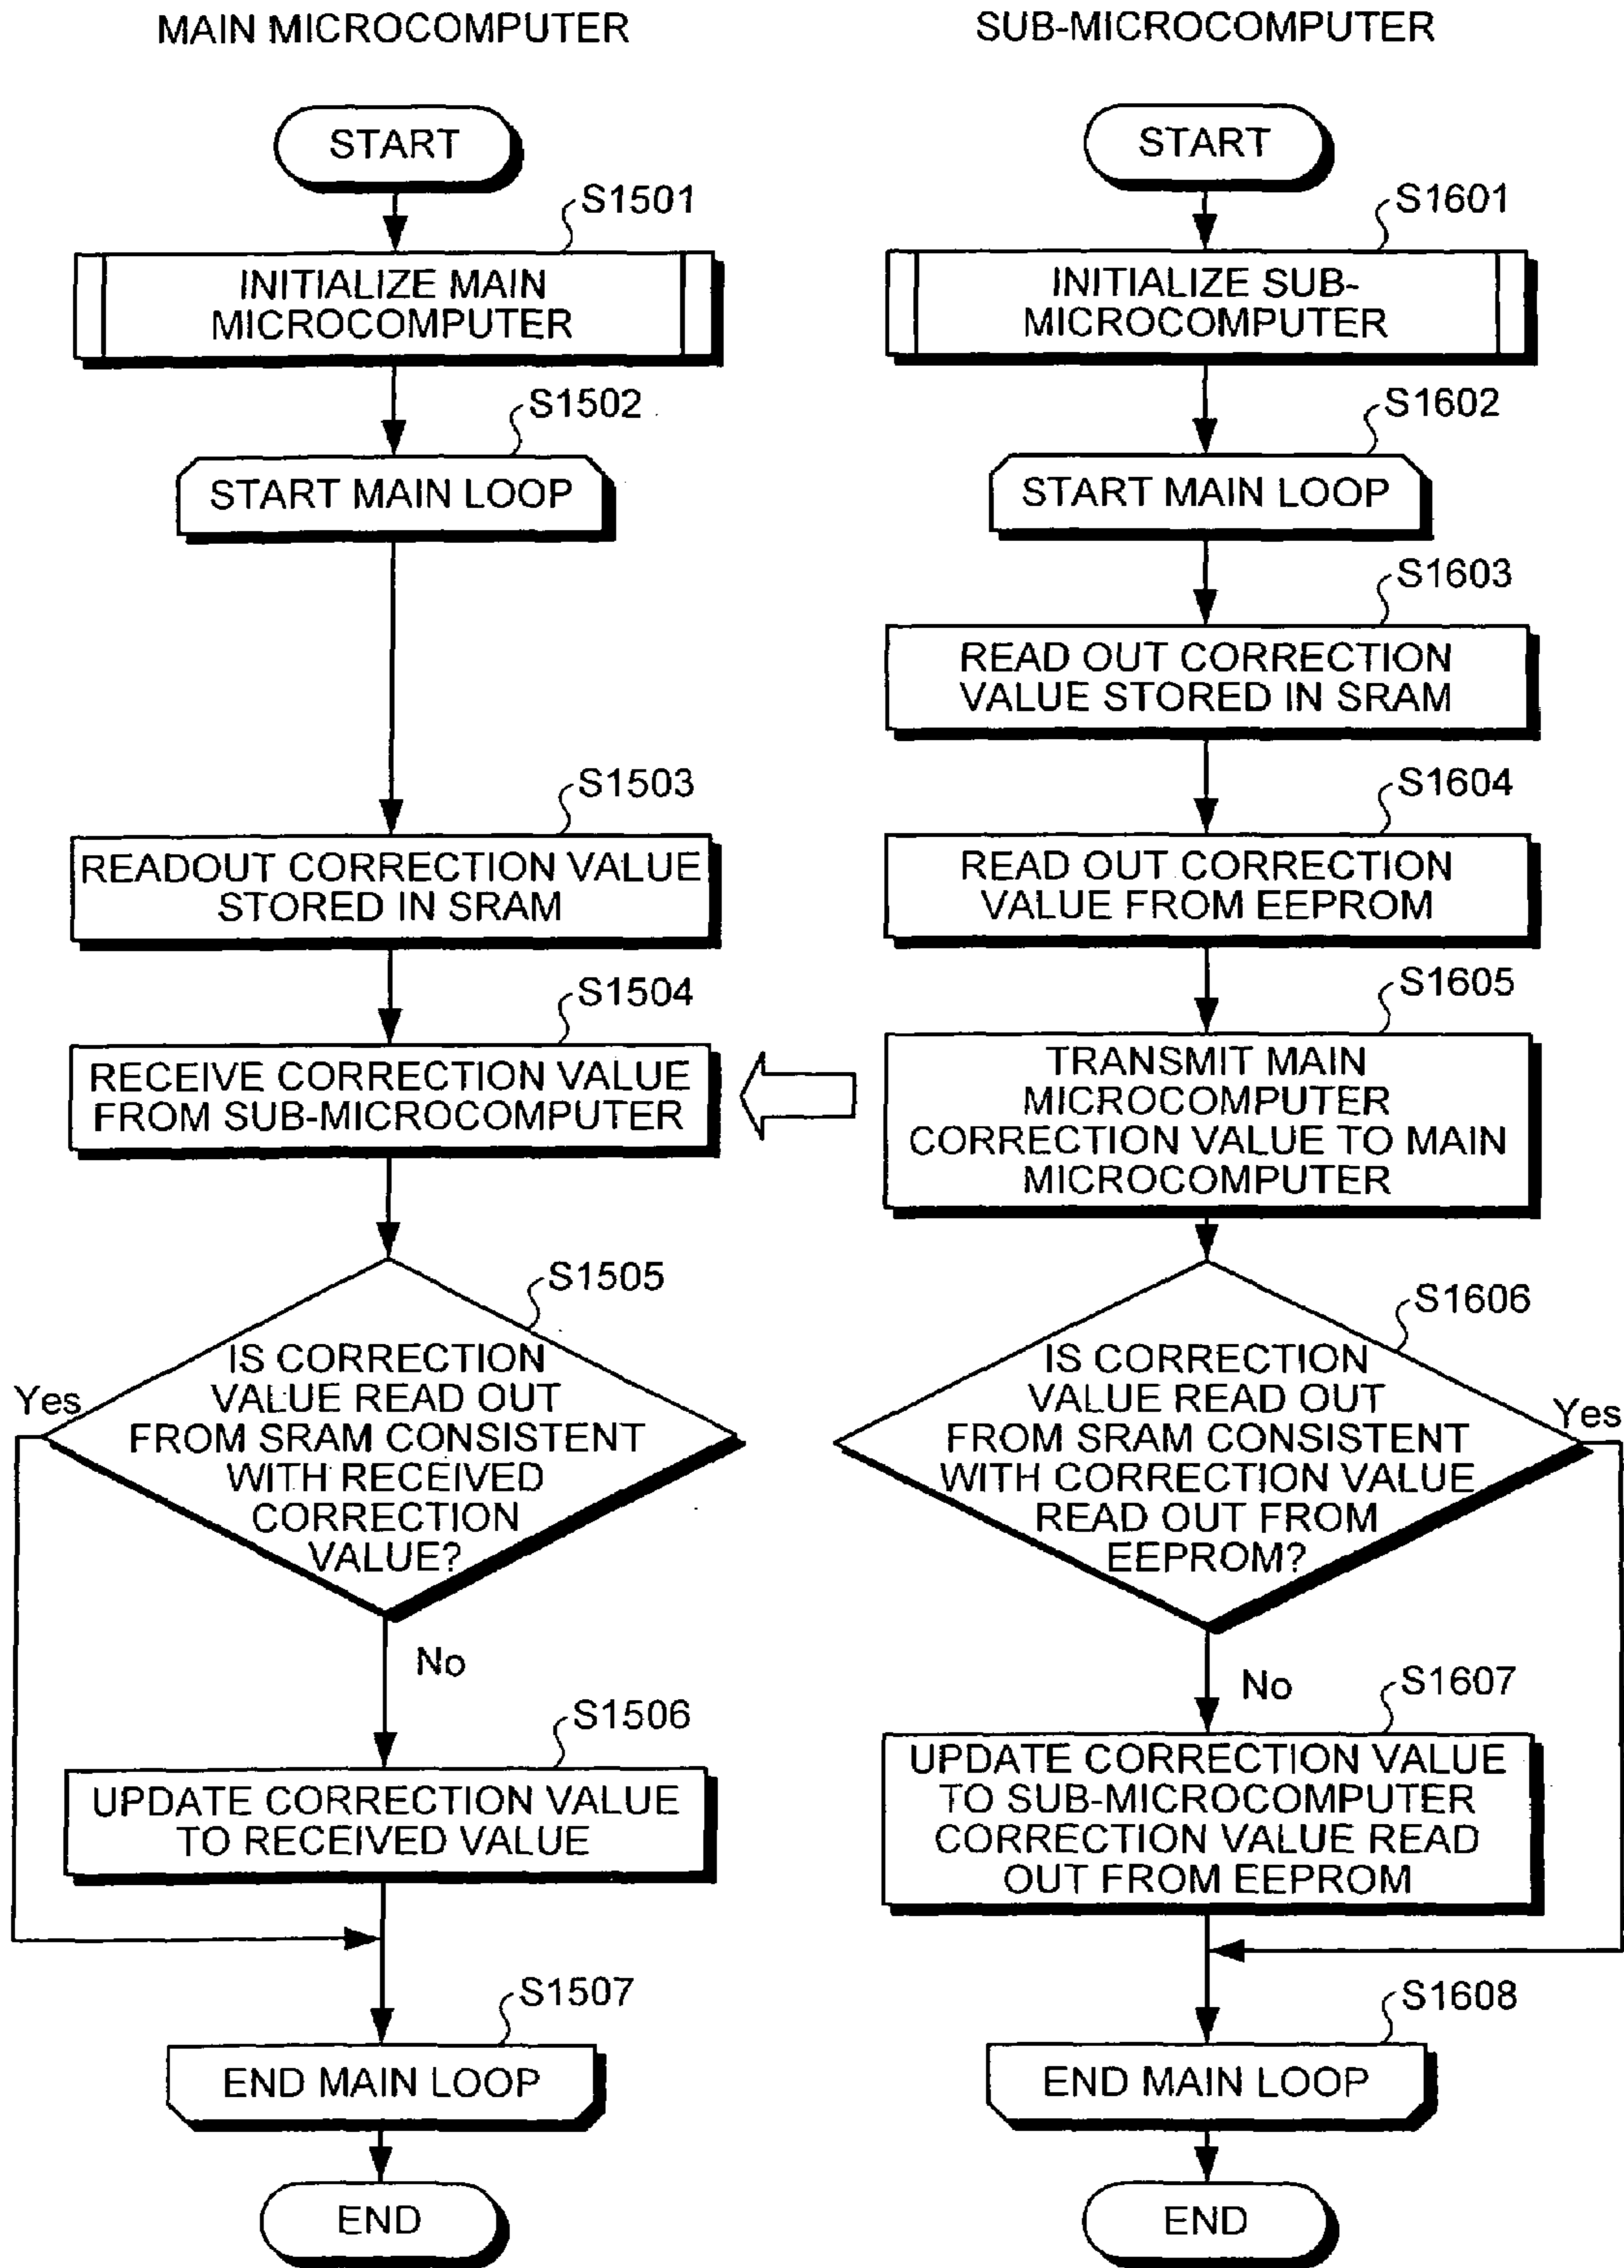 MAIN MICROCOMPUTER
START
S1501
INITIALIZE MAIN
MICROCOMPUTER
S1502
START MAIN LOOP
S1503
READOUT CORRECTION VALUE
STORED IN SRAM
S1504
RECEIVE CORRECTION VALUE
FROM SUB-MICROCOMPUTER
S1505
IS CORRECTION
VALUE READ OUT
FROM SRAM CONSISTENT
WITH RECEIVED
CORRECTION
VALUE?
Yes
No
S1506
UPDATE CORRECTION VALUE
TO RECEIVED VALUE
S1507
END MAIN LOOP
END
SUB-MICROCOMPUTER
START
S1601
INITIALIZE SUB-
MICROCOMPUTER
S1602
START MAIN LOOP
S1603
READ OUT CORRECTION
VALUE STORED IN SRAM
S1604
READ OUT CORRECTION
VALUE FROM EEPROM
S1605
TRANSMIT MAIN
MICROCOMPUTER
CORRECTION VALUE TO MAIN
MICROCOMPUTER
S1606
IS CORRECTION
VALUE READ OUT
FROM SRAM CONSISTENT
WITH CORRECTION VALUE
READ OUT FROM
EEPROM?
Yes
No
S1607
UPDATE CORRECTION VALUE
TO SUB-MICROCOMPUTER
CORRECTION VALUE READ
OUT FROM EEPROM
S1608
END MAIN LOOP
END